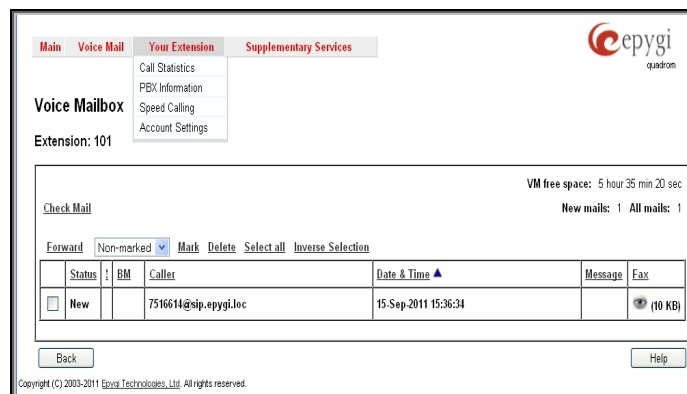 Main Voice Mail Your Extension Supplementary Services
epygi
quadrom
Call Statistics
PBX Information
Speed Calling
Account Settings
Voice Mailbox
Extension: 101
VM free space: 5 hour 35 min 20 sec
Check Mail New mails: 1 All mails: 1
Forward Non-marked Mark Delete Select all Inverse Selection
Status ! BM Caller Date & Time Message Fax
New 7516614@sip.epygi.loc 15-Sep-2011 15:36:34 (10 KB)
Back Help
Copyright (C) 2003-2011 Epygi Technologies, Ltd. All rights reserved.